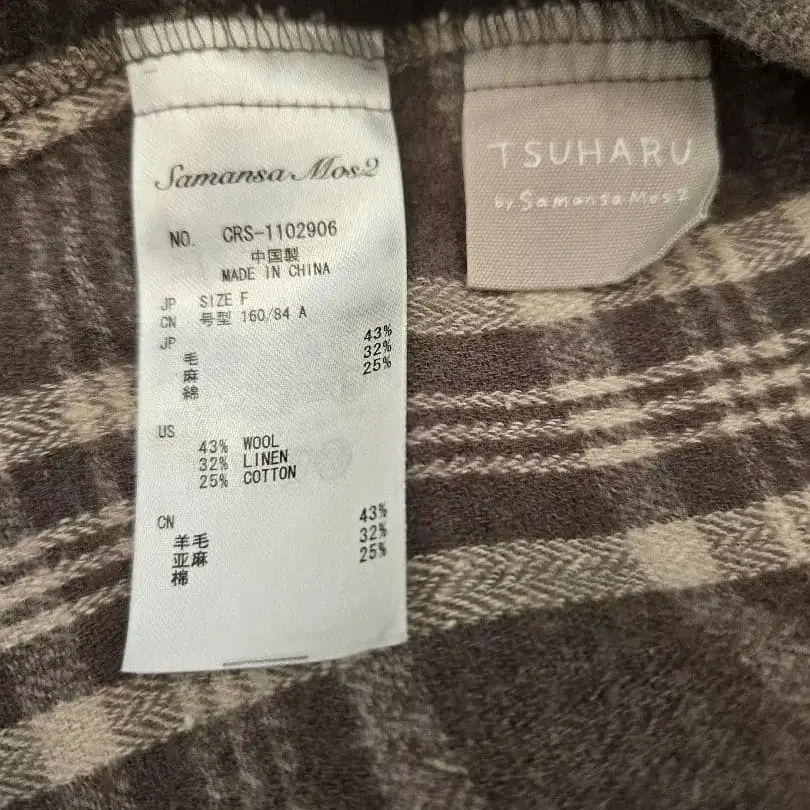 Samansa Mos2
NO. CRS-1102906
中国製
MADE IN CHINA
JP SIZE F
CN 号型 160/84 A
JP
毛 43%
麻 32%
綿 25%
US
43% WOOL
32% LINEN
25% COTTON
CN
羊毛 43%
亚麻 32%
棉 25%
TSUHARU
by Samansa Mos2